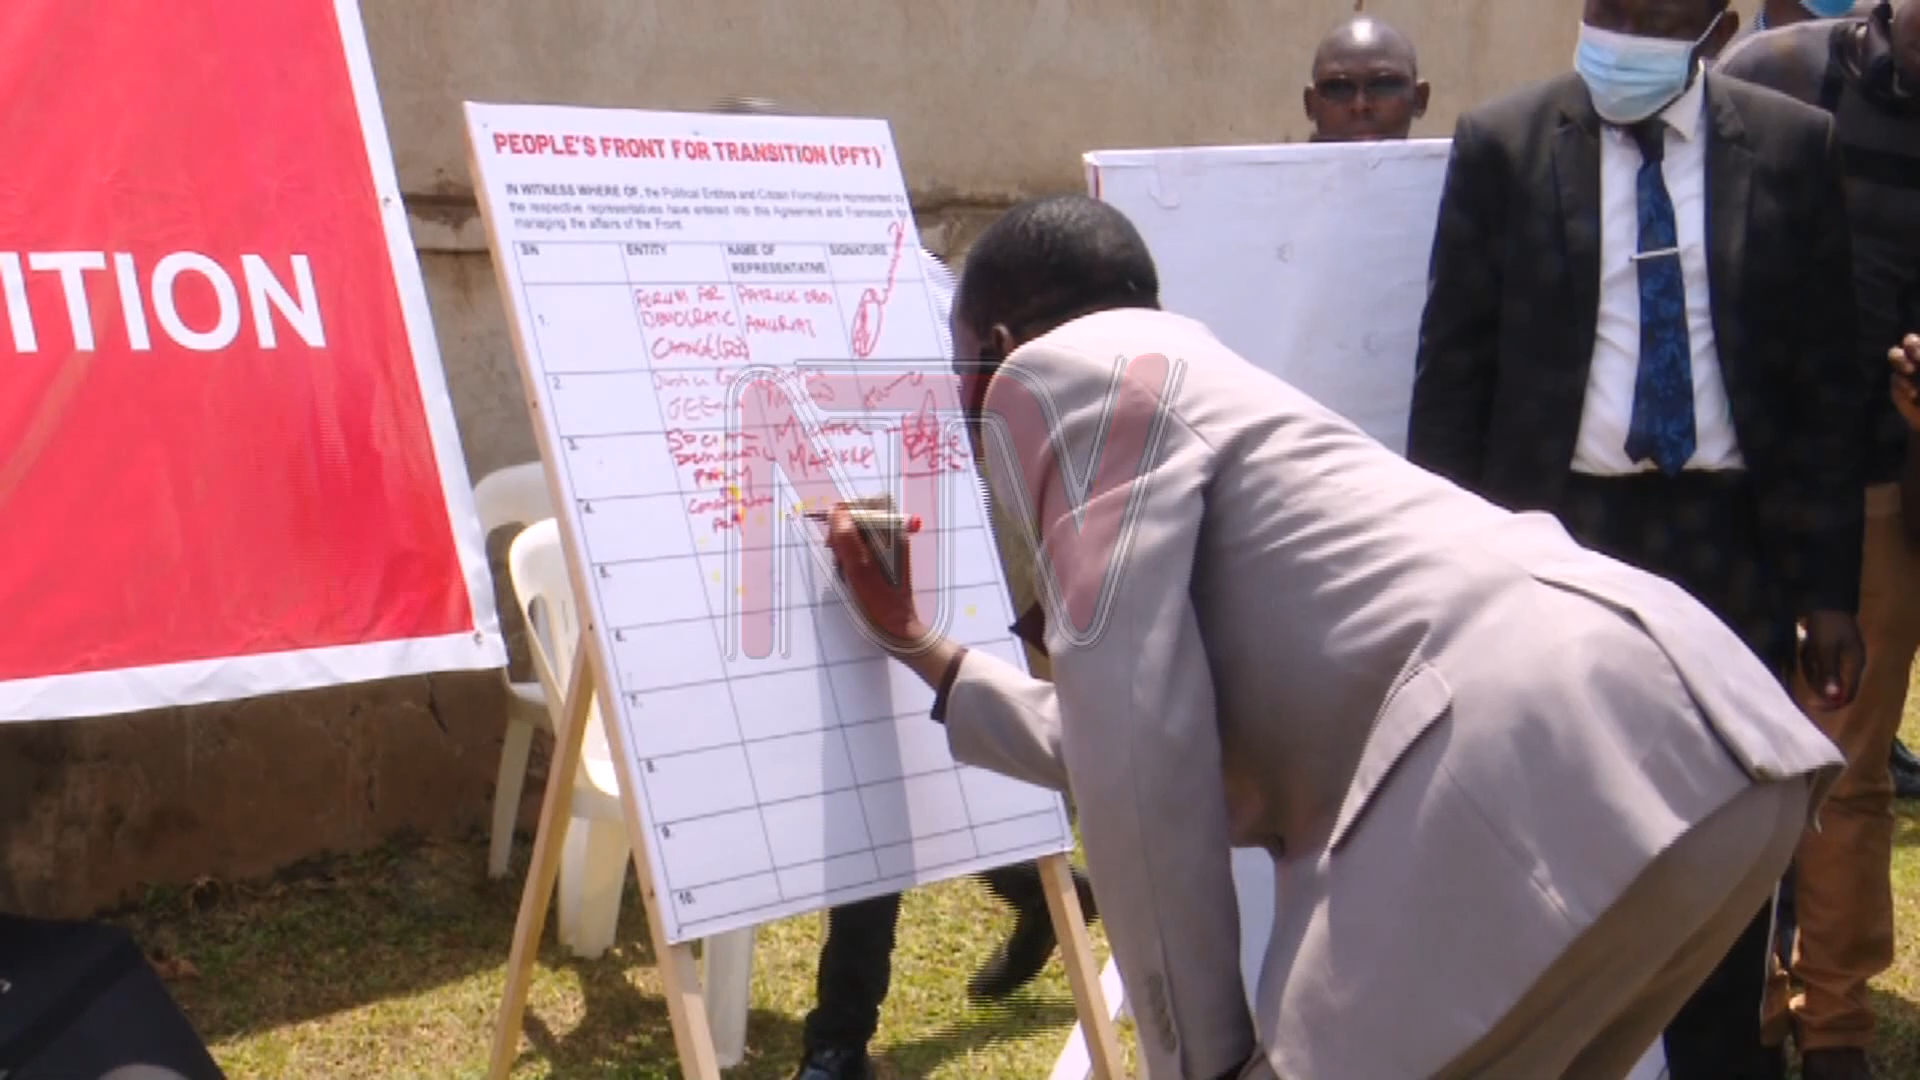 ITION
PEOPLE'S FRONT FOR TRANSITION (PFT)
IN WITNESS WHERE OF, the Political Entities and Citizen Formations represented by
the respective representatives have entered into this Agreement and Framework for
managing the affairs of the Front.
SN ENTITY NAME OF REPRESENTATIVE SIGNATURE
1. FORUM FOR DEMOCRATIC CHANGE PATRICK OBOI AMURIAT
2. JEEMA
3. SOCIAL DEMOCRATIC PARTY MICHAEL
4.
5.
6.
7.
8.
9.
10.
NTV